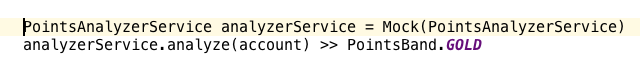 PointsAnalyzerService analyzerService = Mock(PointsAnalyzerService)
analyzerService.analyze(account) >> PointsBand.GOLD